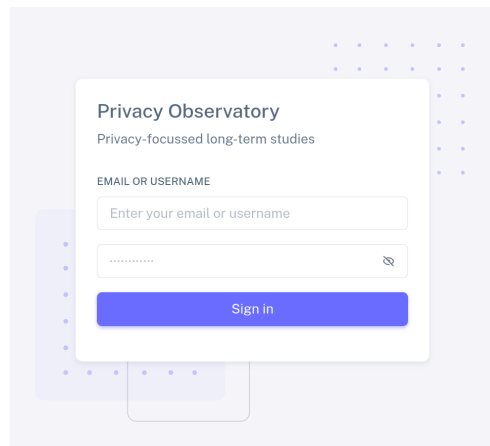 Privacy Observatory
Privacy-focussed long-term studies
EMAIL OR USERNAME
Enter your email or username
············
Sign in